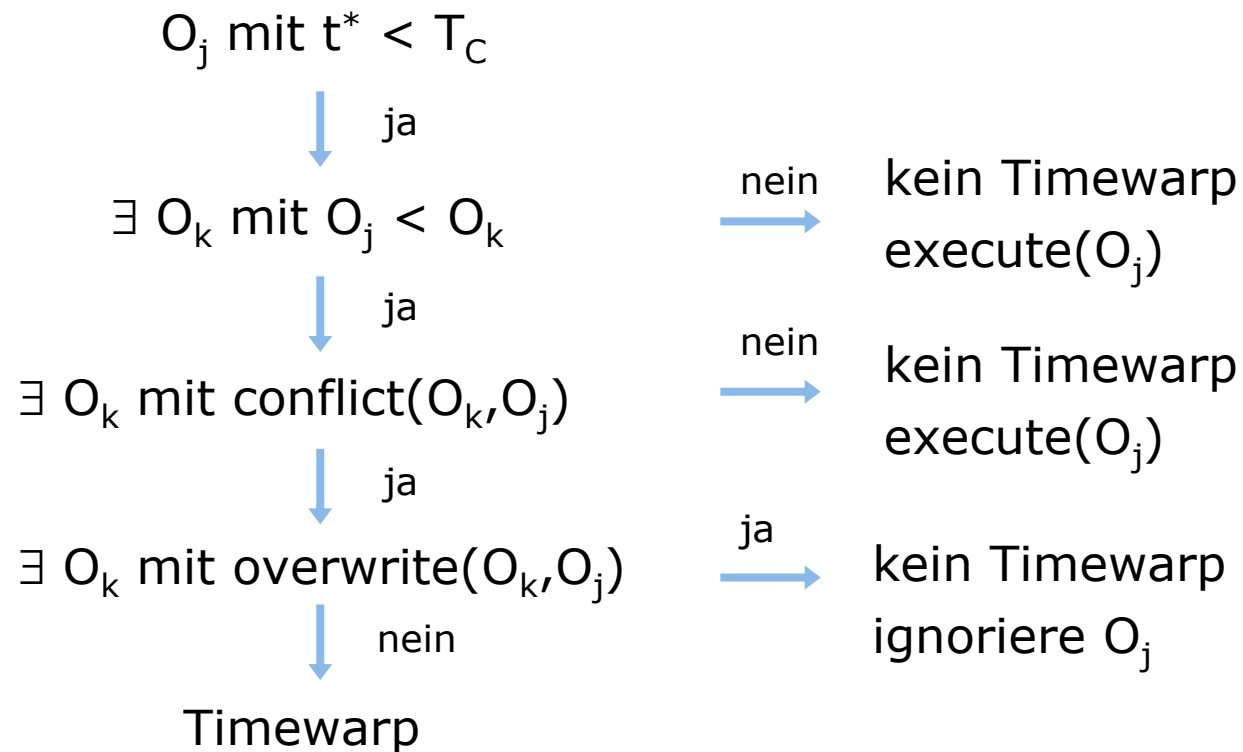 Oⱼ mit t* < T_C
ja
∃ Oₖ mit Oⱼ < Oₖ
nein
kein Timewarp
execute(Oⱼ)
ja
∃ Oₖ mit conflict(Oₖ,Oⱼ)
nein
kein Timewarp
execute(Oⱼ)
ja
∃ Oₖ mit overwrite(Oₖ,Oⱼ)
ja
kein Timewarp
ignoriere Oⱼ
nein
Timewarp